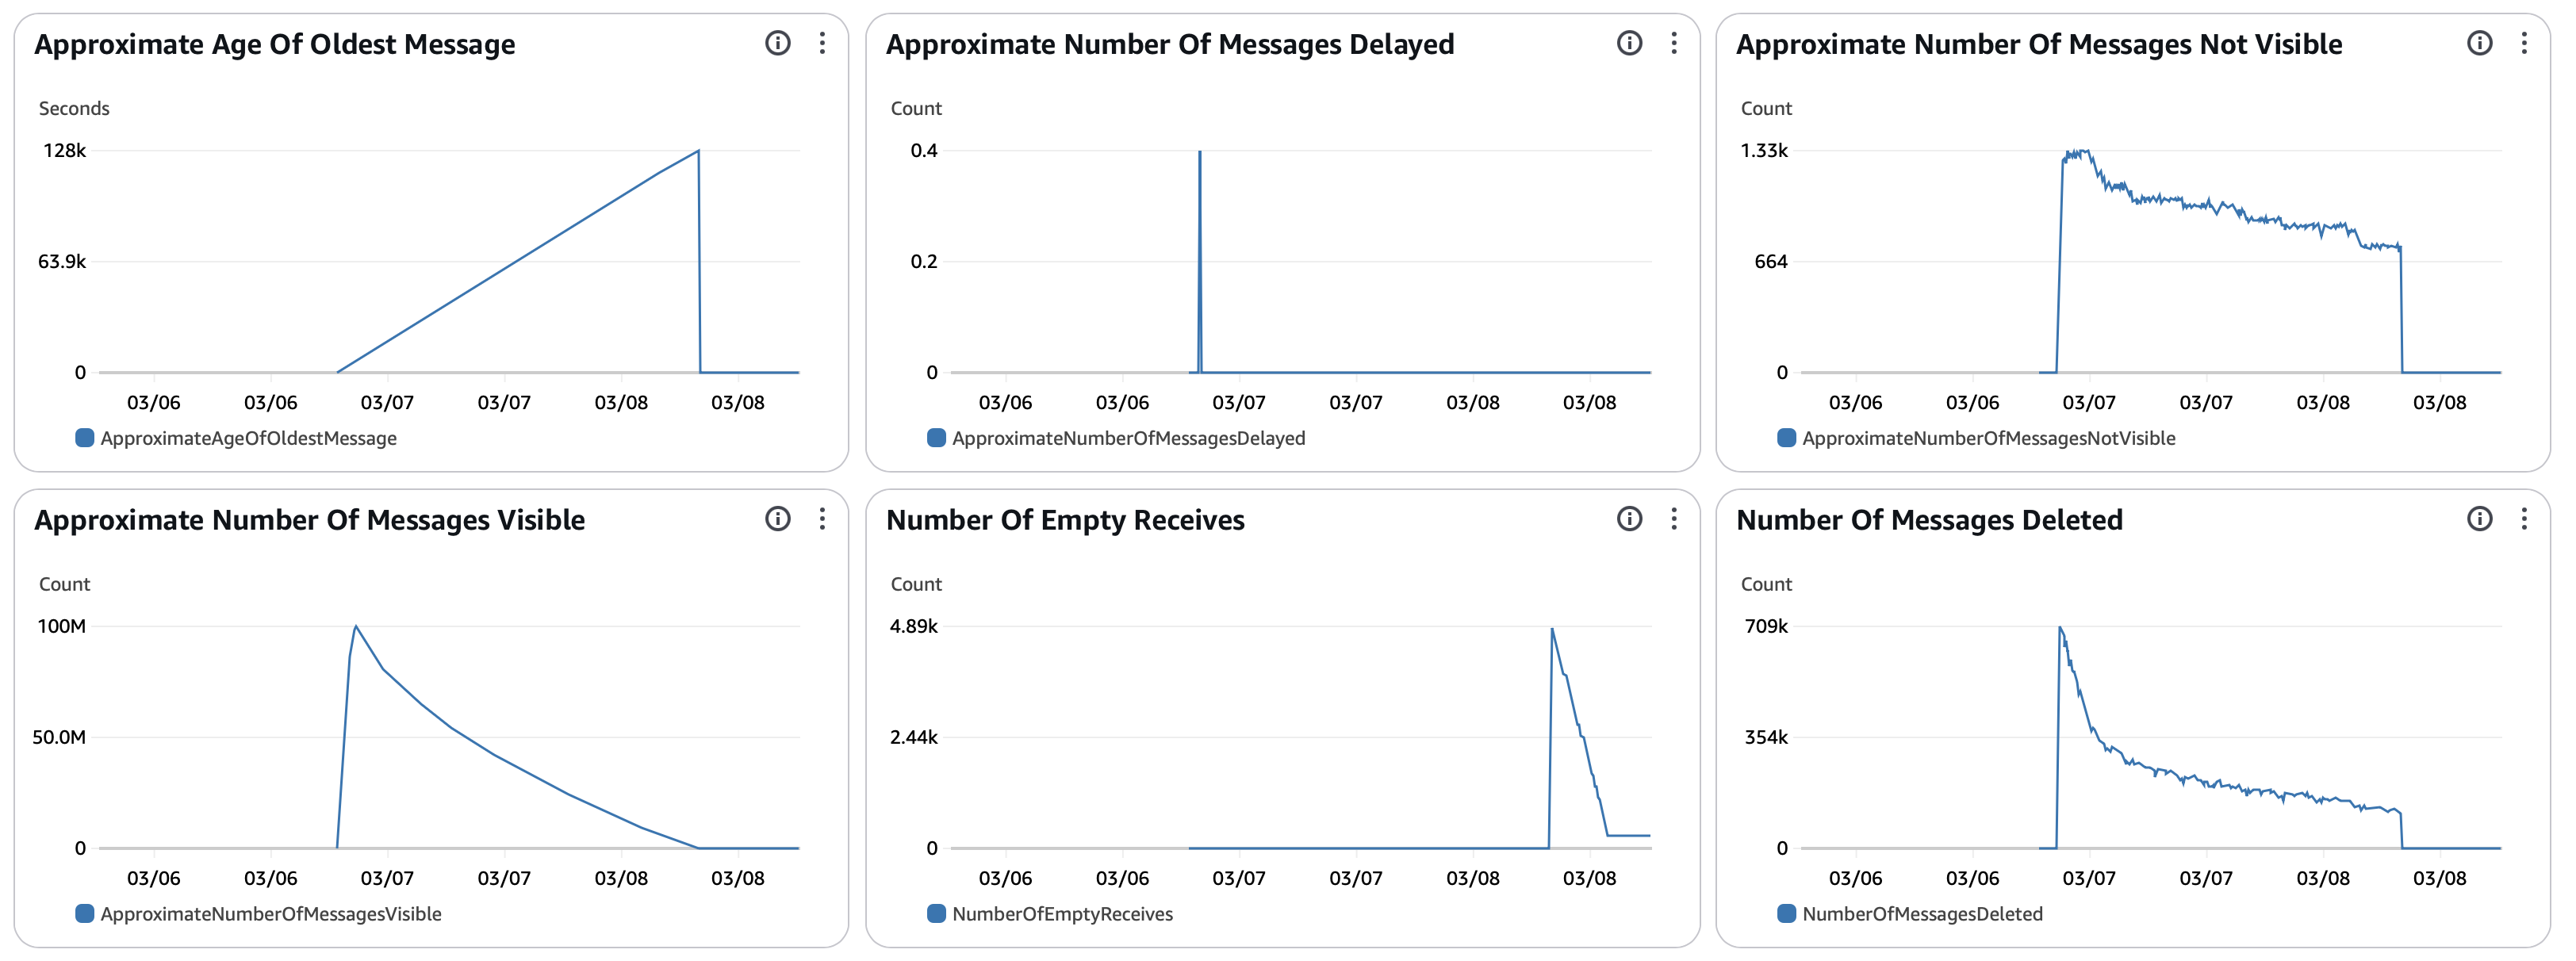 Approximate Age Of Oldest Message
Seconds
128k
63.9k
0
03/06 03/06 03/07 03/07 03/08 03/08
ApproximateAgeOfOldestMessage
Approximate Number Of Messages Delayed
Count
0.4
0.2
0
03/06 03/06 03/07 03/07 03/08 03/08
ApproximateNumberOfMessagesDelayed
Approximate Number Of Messages Not Visible
Count
1.33k
664
0
03/06 03/06 03/07 03/07 03/08 03/08
ApproximateNumberOfMessagesNotVisible
Approximate Number Of Messages Visible
Count
100M
50.0M
0
03/06 03/06 03/07 03/07 03/08 03/08
ApproximateNumberOfMessagesVisible
Number Of Empty Receives
Count
4.89k
2.44k
0
03/06 03/06 03/07 03/07 03/08 03/08
NumberOfEmptyReceives
Number Of Messages Deleted
Count
709k
354k
0
03/06 03/06 03/07 03/07 03/08 03/08
NumberOfMessagesDeleted